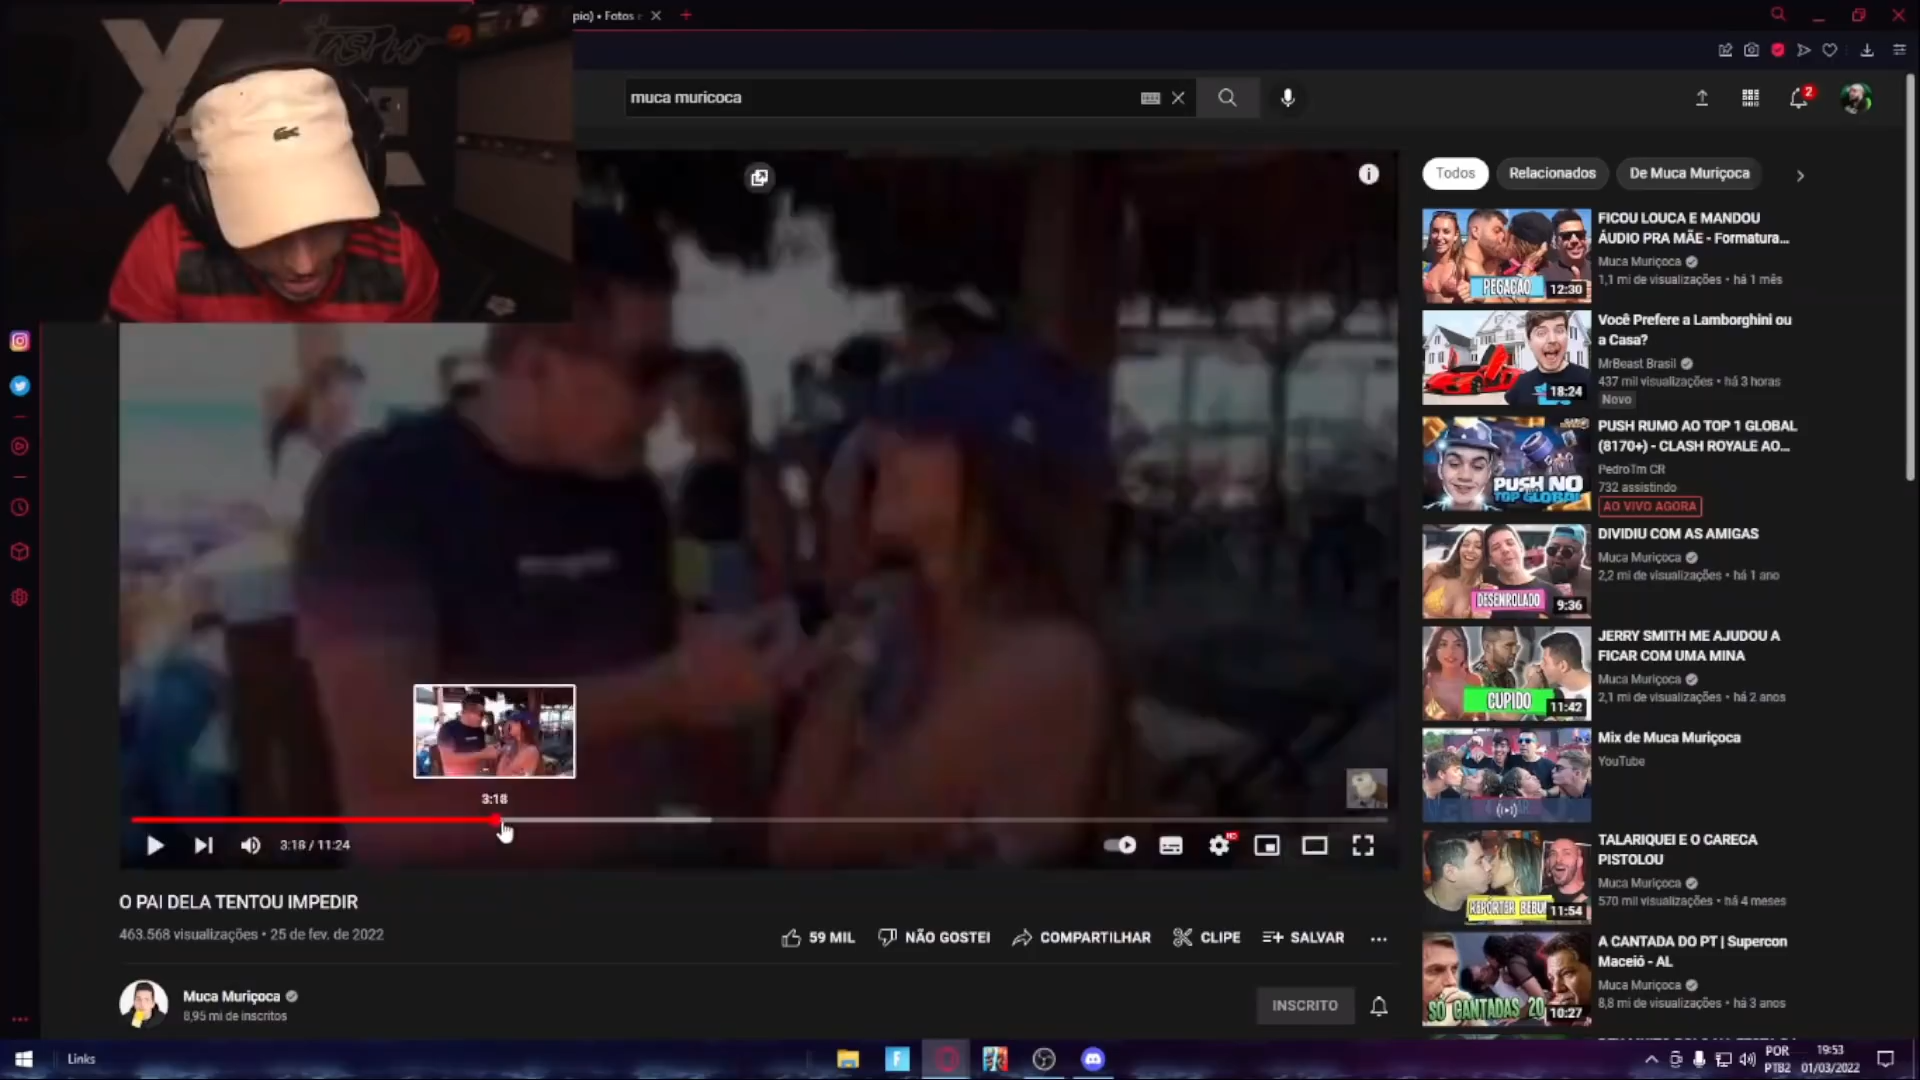 pio) • Fotos e
muca muricoca
Todos
Relacionados
De Muca Muriçoca
FICOU LOUCA E MANDOU
ÁUDIO PRA MÃE - Formatura...
Muca Muriçoca
1,1 mi de visualizações • há 1 mês
PEGAÇÃO
12:30
Você Prefere a Lamborghini ou
a Casa?
MrBeast Brasil
437 mil visualizações • há 3 horas
Novo
18:24
PUSH RUMO AO TOP 1 GLOBAL
(8170+) - CLASH ROYALE AO...
PedroTm CR
732 assistindo
AO VIVO AGORA
PUSH NO
TOP GLOBAL
DIVIDIU COM AS AMIGAS
Muca Muriçoca
2,2 mi de visualizações • há 1 ano
DESENROLADO
9:36
JERRY SMITH ME AJUDOU A
FICAR COM UMA MINA
Muca Muriçoca
2,1 mi de visualizações • há 2 anos
CUPIDO
11:42
Mix de Muca Muriçoca
YouTube
TALARIQUEI E O CARECA
PISTOLOU
Muca Muriçoca
570 mil visualizações • há 4 meses
REPÓRTER BEBUM
11:54
A CANTADA DO PT | Supercon
Maceió - AL
Muca Muriçoca
8,8 mi de visualizações • há 3 anos
SÓ CANTADAS 20
10:27
3:18
3:18 / 11:24
HD
O PAI DELA TENTOU IMPEDIR
463.568 visualizações • 25 de fev. de 2022
59 MIL
NÃO GOSTEI
COMPARTILHAR
CLIPE
SALVAR
Muca Muriçoca
8,95 mi de inscritos
INSCRITO
2
Links
POR
PTB2
19:53
01/03/2022